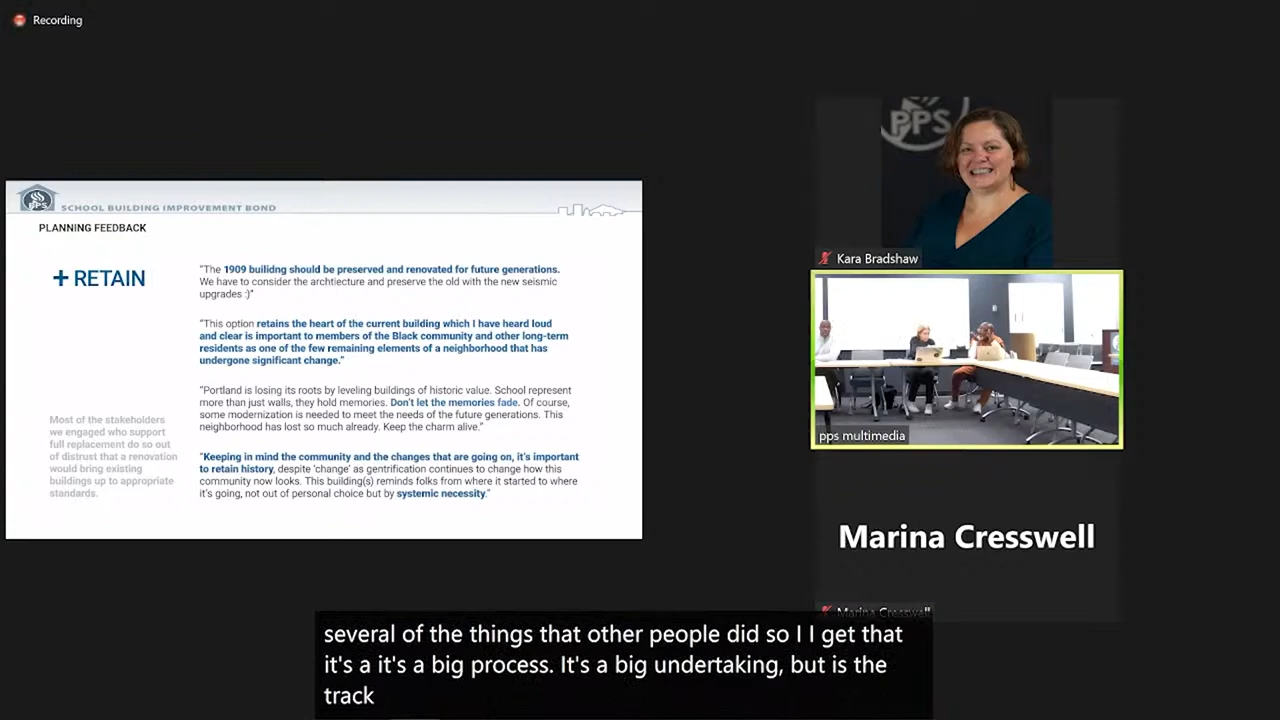 Recording
PPS
SCHOOL BUILDING IMPROVEMENT BOND
PLANNING FEEDBACK
+ RETAIN
"The 1909 builidng should be preserved and renovated for future generations.
We have to consider the archtiecture and preserve the old with the new seismic
upgrades :)"
"This option retains the heart of the current building which I have heard loud
and clear is important to members of the Black community and other long-term
residents as one of the few remaining elements of a neighborhood that has
undergone significant change."
"Portland is losing its roots by leveling buildings of historic value. School represent
more than just walls, they hold memories. Don't let the memories fade. Of course,
some modernization is needed to meet the needs of the future generations. This
neighborhood has lost so much already. Keep the charm alive."
"Keeping in mind the community and the changes that are going on, it's important
to retain history, despite 'change' as gentrification continues to change how this
community now looks. This building(s) reminds folks from where it started to where
it's going, not out of personal choice but by systemic necessity."
Most of the stakeholders
we engaged who support
full replacement do so out
of distrust that a renovation
would bring existing
buildings up to appropriate
standards.
PPS
Kara Bradshaw
pps multimedia
Marina Cresswell
Marina Cresswell
several of the things that other people did so I I get that
it's a it's a big process. It's a big undertaking, but is the
track